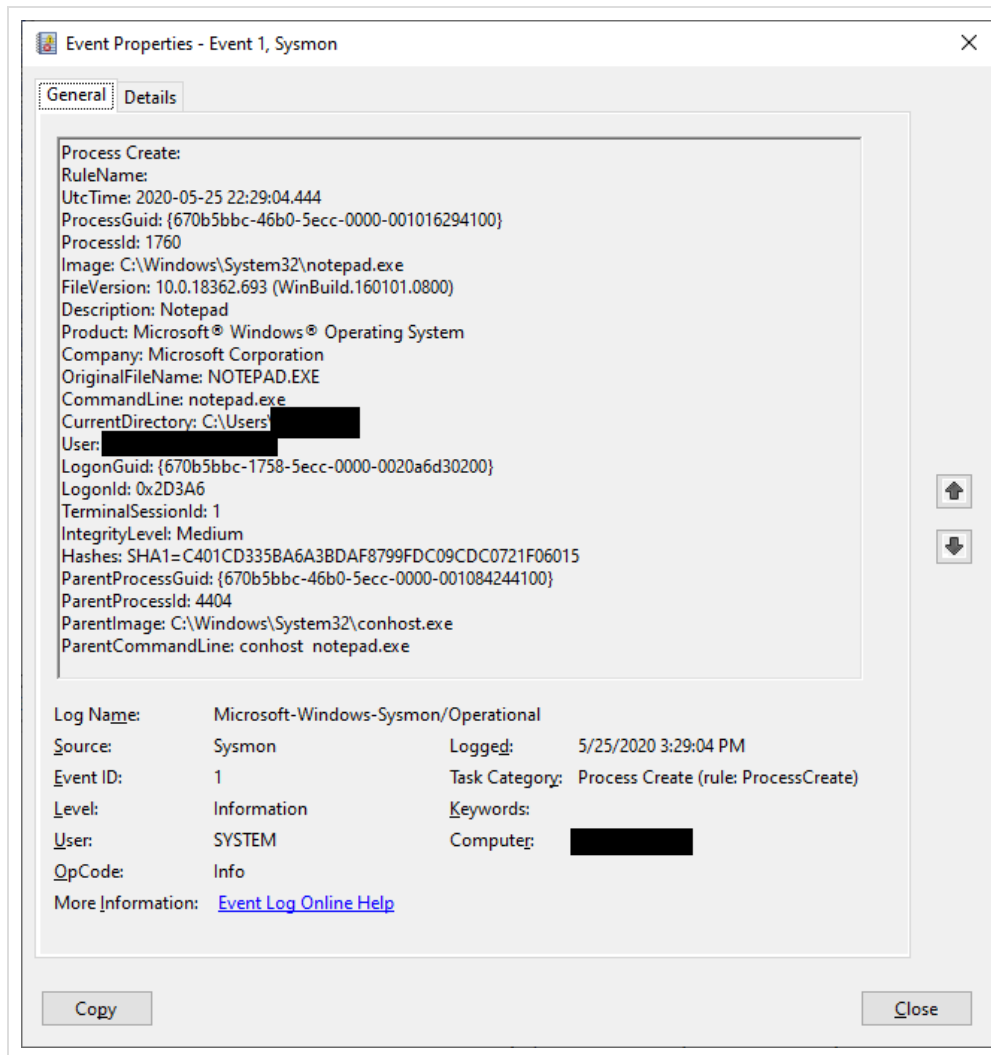 Event Properties - Event 1, Sysmon
General Details
Process Create:
RuleName:
UtcTime: 2020-05-25 22:29:04.444
ProcessGuid: {670b5bbc-46b0-5ecc-0000-001016294100}
ProcessId: 1760
Image: C:\Windows\System32\notepad.exe
FileVersion: 10.0.18362.693 (WinBuild.160101.0800)
Description: Notepad
Product: Microsoft® Windows® Operating System
Company: Microsoft Corporation
OriginalFileName: NOTEPAD.EXE
CommandLine: notepad.exe
CurrentDirectory: C:\Users\
User:
LogonGuid: {670b5bbc-1758-5ecc-0000-0020a6d30200}
LogonId: 0x2D3A6
TerminalSessionId: 1
IntegrityLevel: Medium
Hashes: SHA1=C401CD335BA6A3BDAF8799FDC09CDC0721F06015
ParentProcessGuid: {670b5bbc-46b0-5ecc-0000-001084244100}
ParentProcessId: 4404
ParentImage: C:\Windows\System32\conhost.exe
ParentCommandLine: conhost  notepad.exe
Log Name: Microsoft-Windows-Sysmon/Operational
Source: Sysmon Logged: 5/25/2020 3:29:04 PM
Event ID: 1 Task Category: Process Create (rule: ProcessCreate)
Level: Information Keywords:
User: SYSTEM Computer:
OpCode: Info
More Information: Event Log Online Help
Copy Close